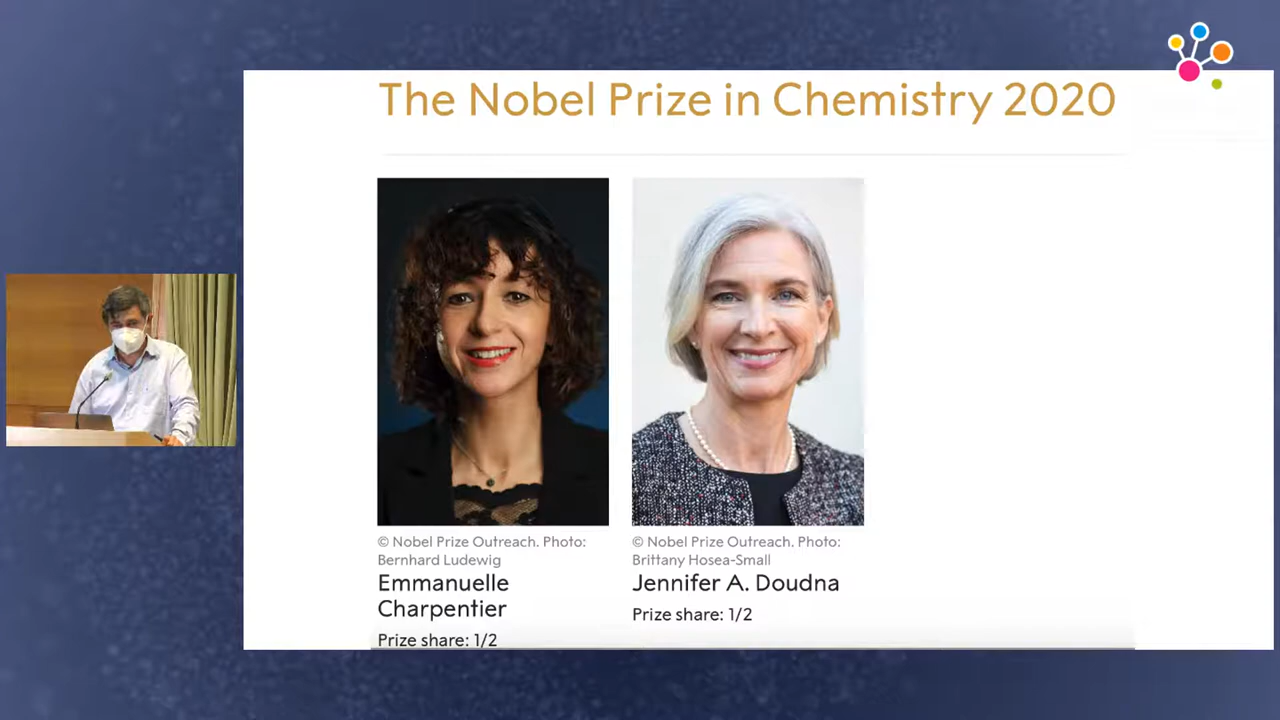 The Nobel Prize in Chemistry 2020
© Nobel Prize Outreach. Photo:
Bernhard Ludewig
Emmanuelle
Charpentier
Prize share: 1/2
© Nobel Prize Outreach. Photo:
Brittany Hosea-Small
Jennifer A. Doudna
Prize share: 1/2